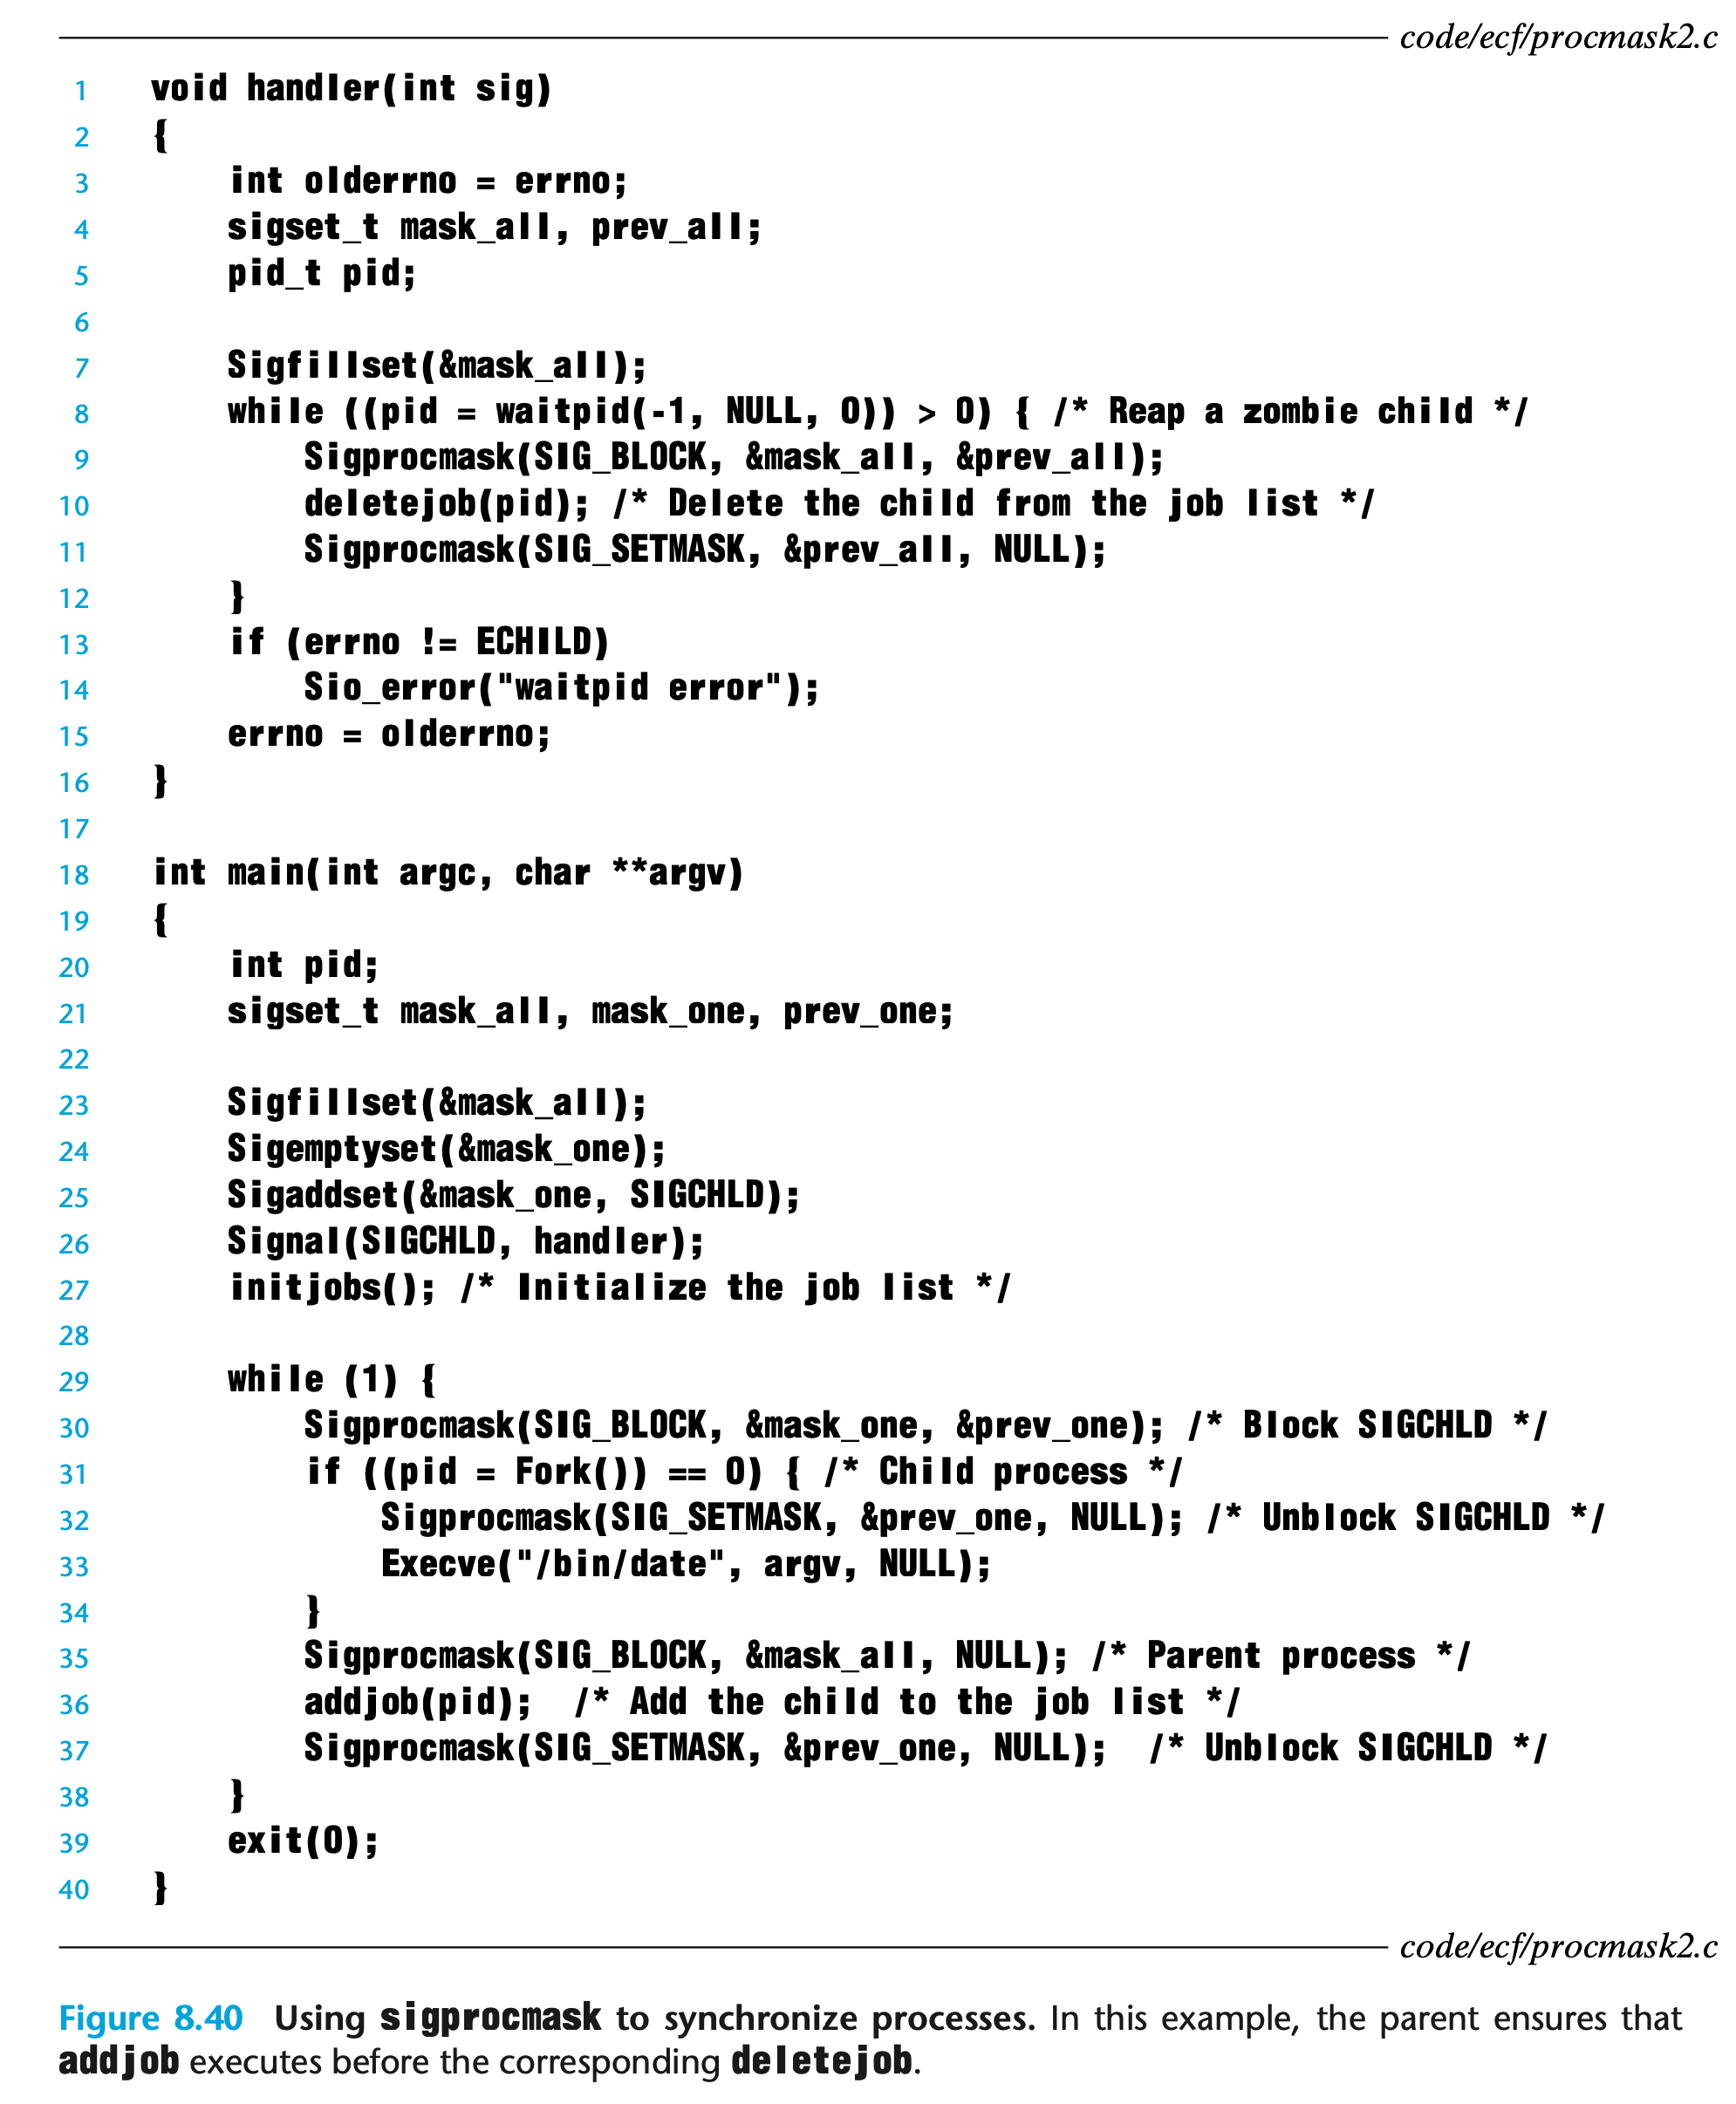 code/ecf/procmask2.c
1 void handler(int sig)
2 {
3     int olderrno = errno;
4     sigset_t mask_all, prev_all;
5     pid_t pid;
6
7     Sigfillset(&mask_all);
8     while ((pid = waitpid(-1, NULL, 0)) > 0) { /* Reap a zombie child */
9         Sigprocmask(SIG_BLOCK, &mask_all, &prev_all);
10         deletejob(pid); /* Delete the child from the job list */
11         Sigprocmask(SIG_SETMASK, &prev_all, NULL);
12     }
13     if (errno != ECHILD)
14         Sio_error("waitpid error");
15     errno = olderrno;
16 }
17
18 int main(int argc, char **argv)
19 {
20     int pid;
21     sigset_t mask_all, mask_one, prev_one;
22
23     Sigfillset(&mask_all);
24     Sigemptyset(&mask_one);
25     Sigaddset(&mask_one, SIGCHLD);
26     Signal(SIGCHLD, handler);
27     initjobs(); /* Initialize the job list */
28
29     while (1) {
30         Sigprocmask(SIG_BLOCK, &mask_one, &prev_one); /* Block SIGCHLD */
31         if ((pid = Fork()) == 0) { /* Child process */
32             Sigprocmask(SIG_SETMASK, &prev_one, NULL); /* Unblock SIGCHLD */
33             Execve("/bin/date", argv, NULL);
34         }
35         Sigprocmask(SIG_BLOCK, &mask_all, NULL); /* Parent process */
36         addjob(pid);  /* Add the child to the job list */
37         Sigprocmask(SIG_SETMASK, &prev_one, NULL);  /* Unblock SIGCHLD */
38     }
39     exit(0);
40 }
code/ecf/procmask2.c
Figure 8.40 Using sigprocmask to synchronize processes. In this example, the parent ensures that
addjob executes before the corresponding deletejob.